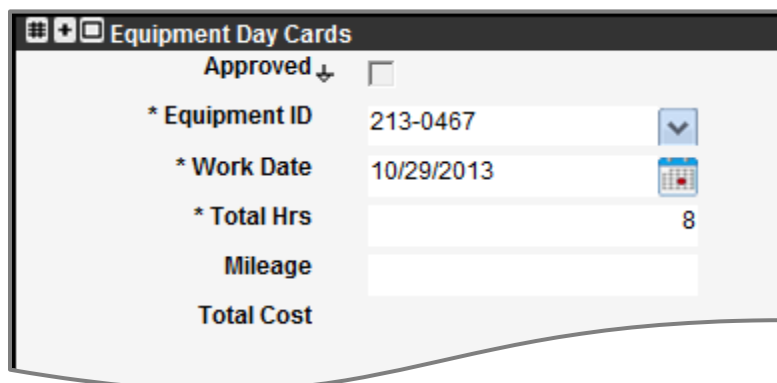 Equipment Day Cards
Approved
* Equipment ID 213-0467
* Work Date 10/29/2013
* Total Hrs 8
Mileage
Total Cost